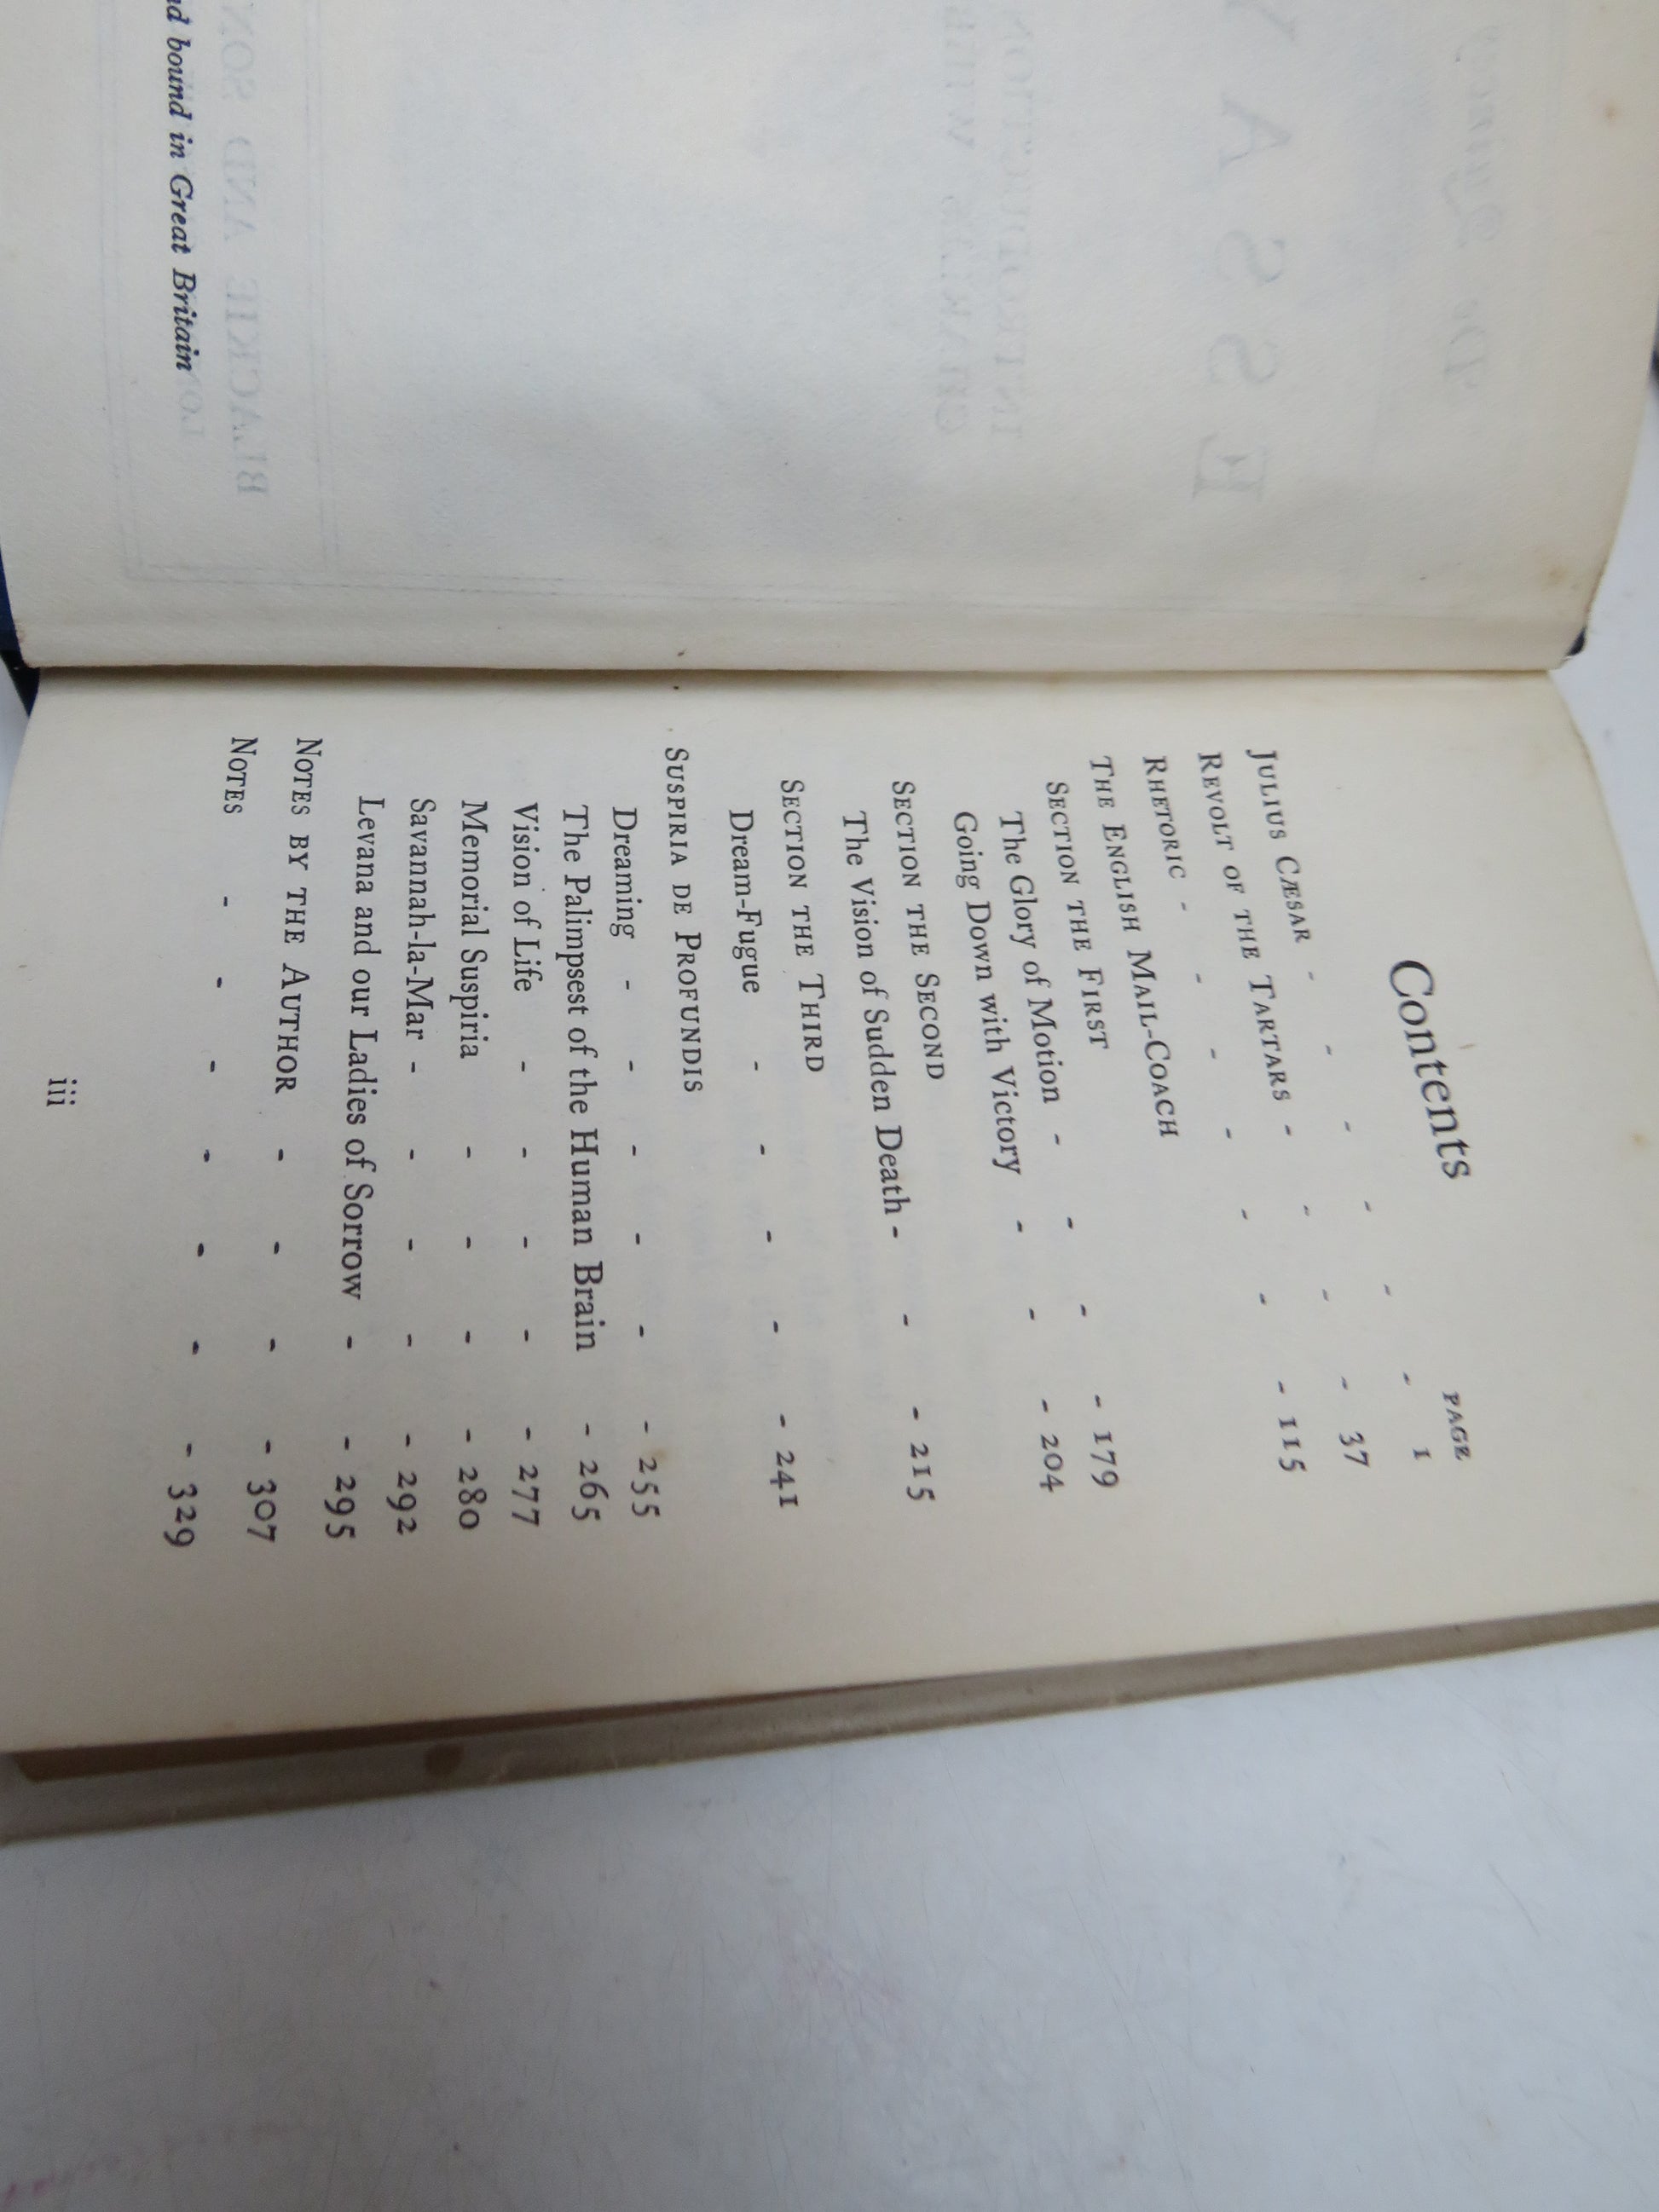 nd bound in Great Britain
Contents
PAGE
JULIUS CÆSAR - - - - - - 1
REVOLT OF THE TARTARS - - - - 37
RHETORIC - - - - - - - 115
THE ENGLISH MAIL-COACH
SECTION THE FIRST
The Glory of Motion - - - - 179
Going Down with Victory - - - 204
SECTION THE SECOND
The Vision of Sudden Death - - - 215
SECTION THE THIRD
Dream-Fugue - - - - - 241
SUSPIRIA DE PROFUNDIS
Dreaming - - - - - - 255
The Palimpsest of the Human Brain - 265
Vision of Life - - - - - 277
Memorial Suspiria - - - - 280
Savannah-la-Mar - - - - - 292
Levana and our Ladies of Sorrow - - 295
NOTES BY THE AUTHOR - - - - 307
NOTES - - - - - - - 329
iii